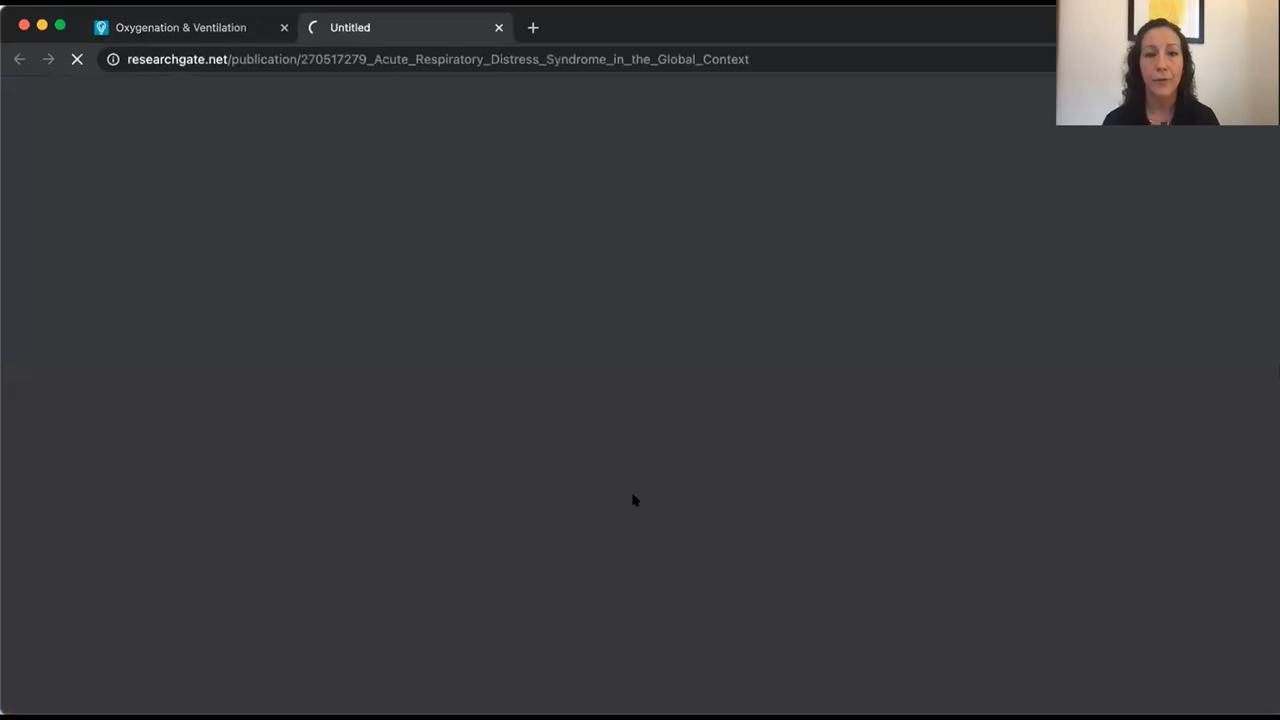 Oxygenation & Ventilation
Untitled
researchgate.net/publication/270517279_Acute_Respiratory_Distress_Syndrome_in_the_Global_Context